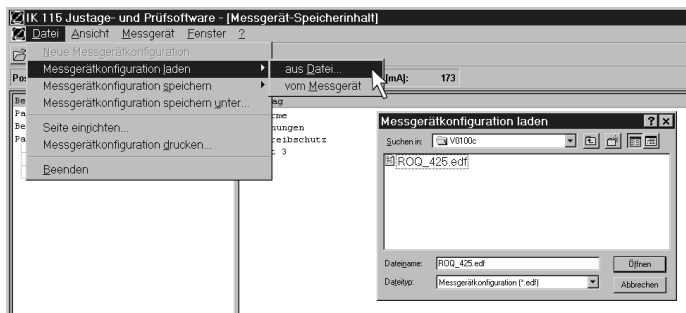 IK 115 Justage- und Prüfsoftware - [Messgerät-Speicherinhalt]
Datei Ansicht Messgerät Fenster ?
Neue Messgerätkonfiguration
Messgerätkonfiguration laden
aus Datei...
Po
[mA]: 173
Messgerätkonfiguration speichern
vom Messgerät
Be
ag
Messgerätkonfiguration speichern unter...
Pa
rme
Be
nungen
Seite einrichten...
Pa
reibschutz
Messgerätkonfiguration drucken...
: 3
Beenden
Messgerätkonfiguration laden
Suchen in: V0100c
ROQ_425.edf
Dateiname: ROQ_425.edf Öffnen
Dateityp: Messgerätkonfiguration (*.edf) Abbrechen